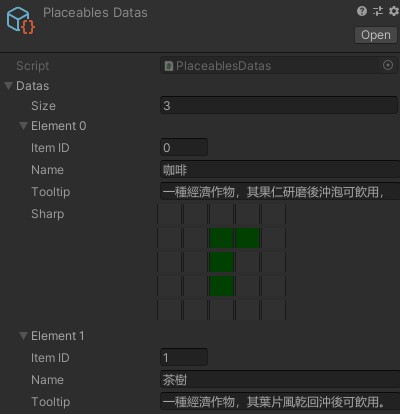 Placeables Datas
Open
Script
PlaceablesDatas
Datas
Size
3
Element 0
Item ID
0
Name
咖啡
Tooltip
一種經濟作物，其果仁研磨後沖泡可飲用，
Sharp
Element 1
Item ID
1
Name
茶樹
Tooltip
一種經濟作物，其葉片風乾回沖後可飲用。